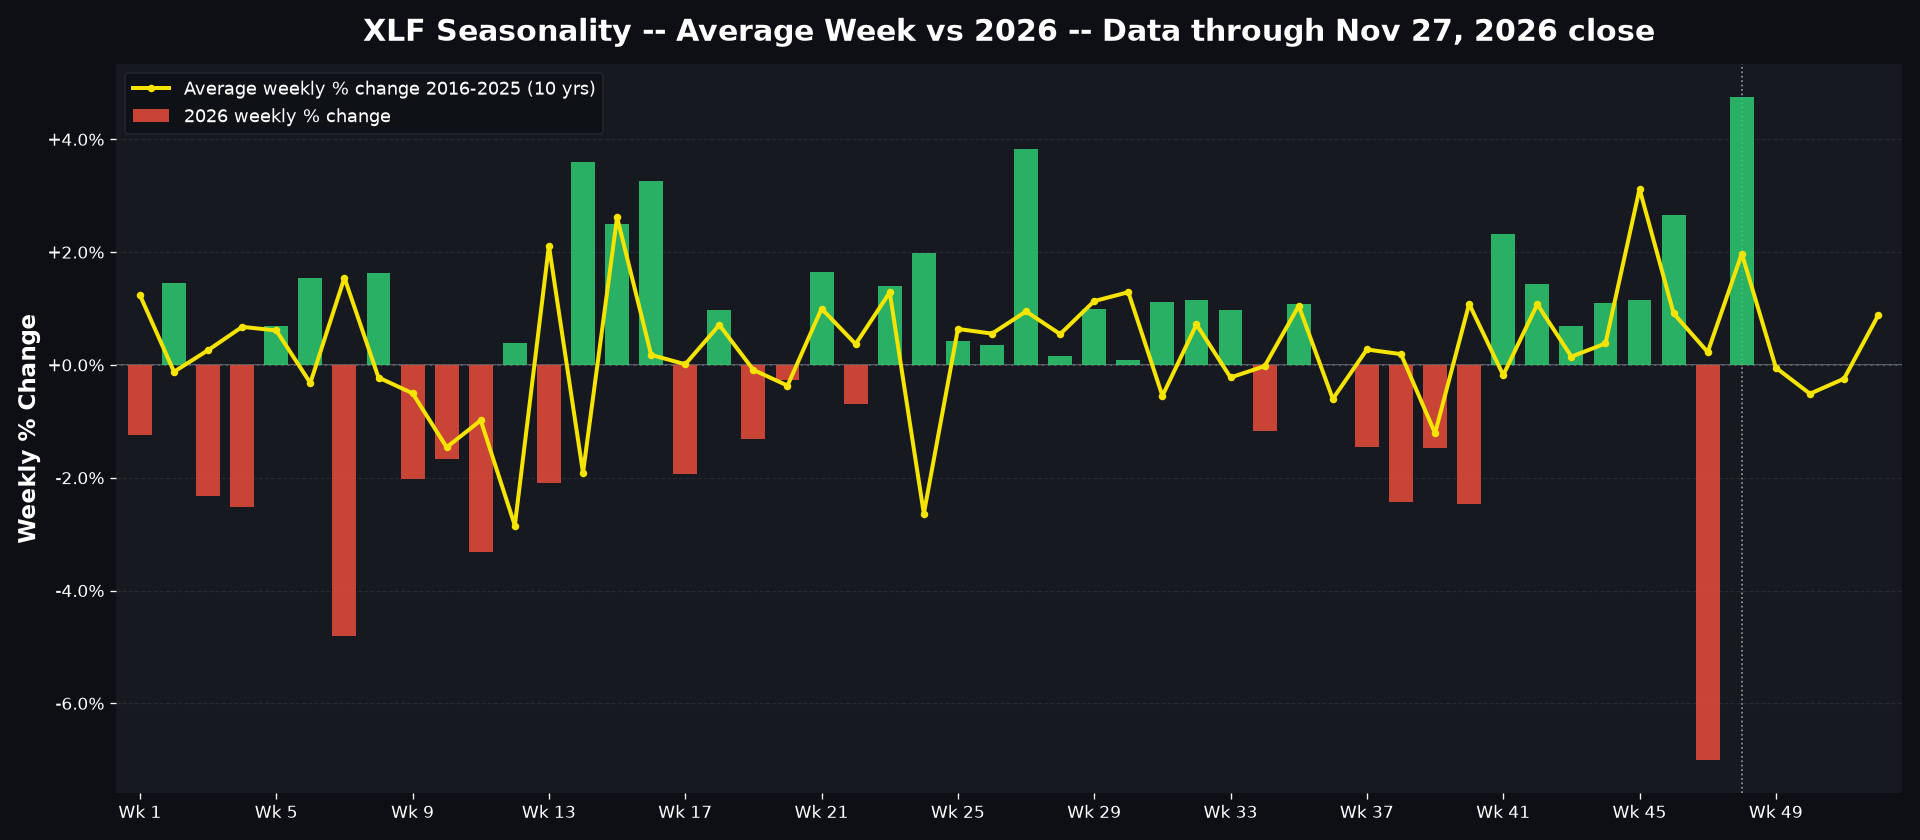 XLF Seasonality -- Average Week vs 2026 -- Data through Nov 27, 2026 close
Average weekly % change 2016-2025 (10 yrs)
2026 weekly % change
Weekly % Change
+4.0%
+2.0%
+0.0%
-2.0%
-4.0%
-6.0%
Wk 1 Wk 5 Wk 9 Wk 13 Wk 17 Wk 21 Wk 25 Wk 29 Wk 33 Wk 37 Wk 41 Wk 45 Wk 49